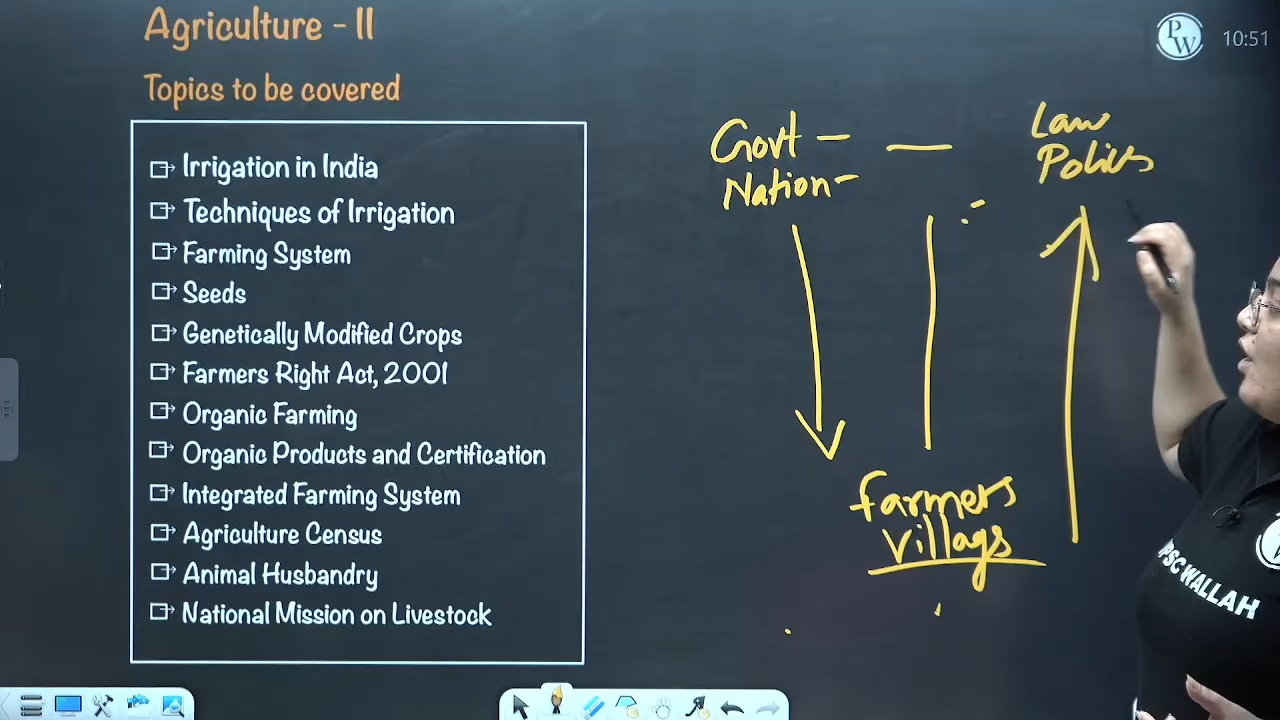 Agriculture - II
Topics to be covered
Irrigation in India
Techniques of Irrigation
Farming System
Seeds
Genetically Modified Crops
Farmers Right Act, 2001
Organic Farming
Organic Products and Certification
Integrated Farming System
Agriculture Census
Animal Husbandry
National Mission on Livestock
Govt -
Nation -
Law
Farmers
PW
10:51
PSC WALLAH